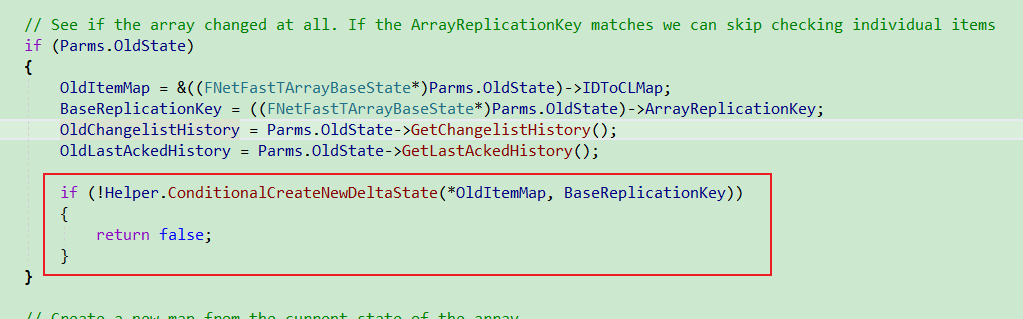 // See if the array changed at all. If the ArrayReplicationKey matches we can skip checking individual items
if (Parms.OldState)
{
OldItemMap = &((FNetFastTArrayBaseState*)Parms.OldState)->IDToCLMap;
BaseReplicationKey = ((FNetFastTArrayBaseState*)Parms.OldState)->ArrayReplicationKey;
OldChangelistHistory = Parms.OldState->GetChangelistHistory();
OldLastAckedHistory = Parms.OldState->GetLastAckedHistory();
if (!Helper.ConditionalCreateNewDeltaState(*OldItemMap, BaseReplicationKey))
{
return false;
}
}
// Create a new map from the current state of the array